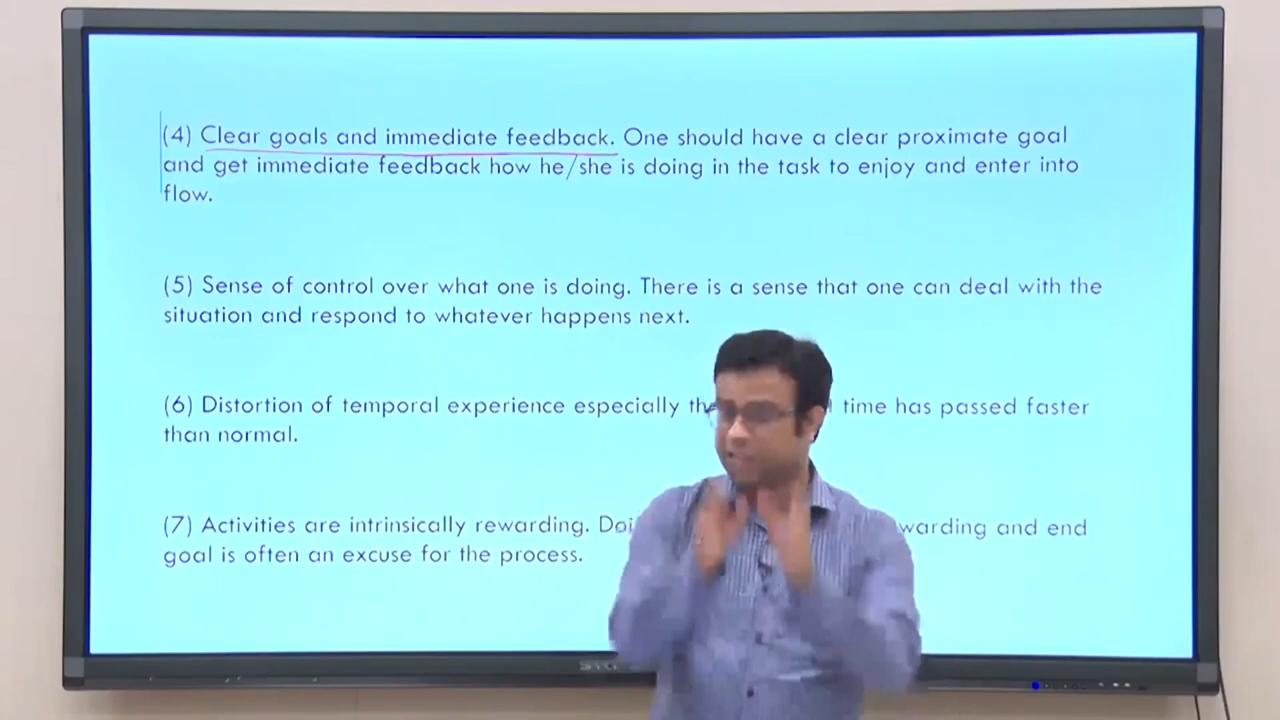 (4) Clear goals and immediate feedback. One should have a clear proximate goal
and get immediate feedback how he/she is doing in the task to enjoy and enter into
flow.
(5) Sense of control over what one is doing. There is a sense that one can deal with the
situation and respond to whatever happens next.
(6) Distortion of temporal experience especially time has passed faster
than normal.
(7) Activities are intrinsically rewarding. and end
goal is often an excuse for the process.